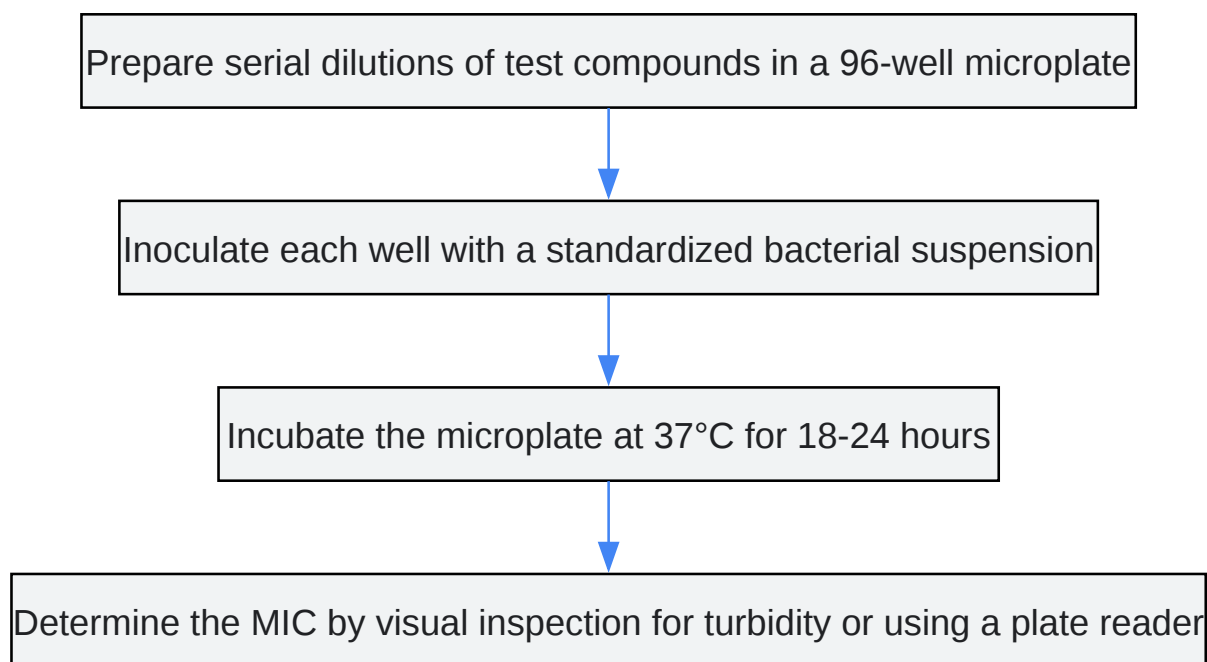 Prepare serial dilutions of test compounds in a 96-well microplate
Inoculate each well with a standardized bacterial suspension
Incubate the microplate at 37°C for 18-24 hours
Determine the MIC by visual inspection for turbidity or using a plate reader